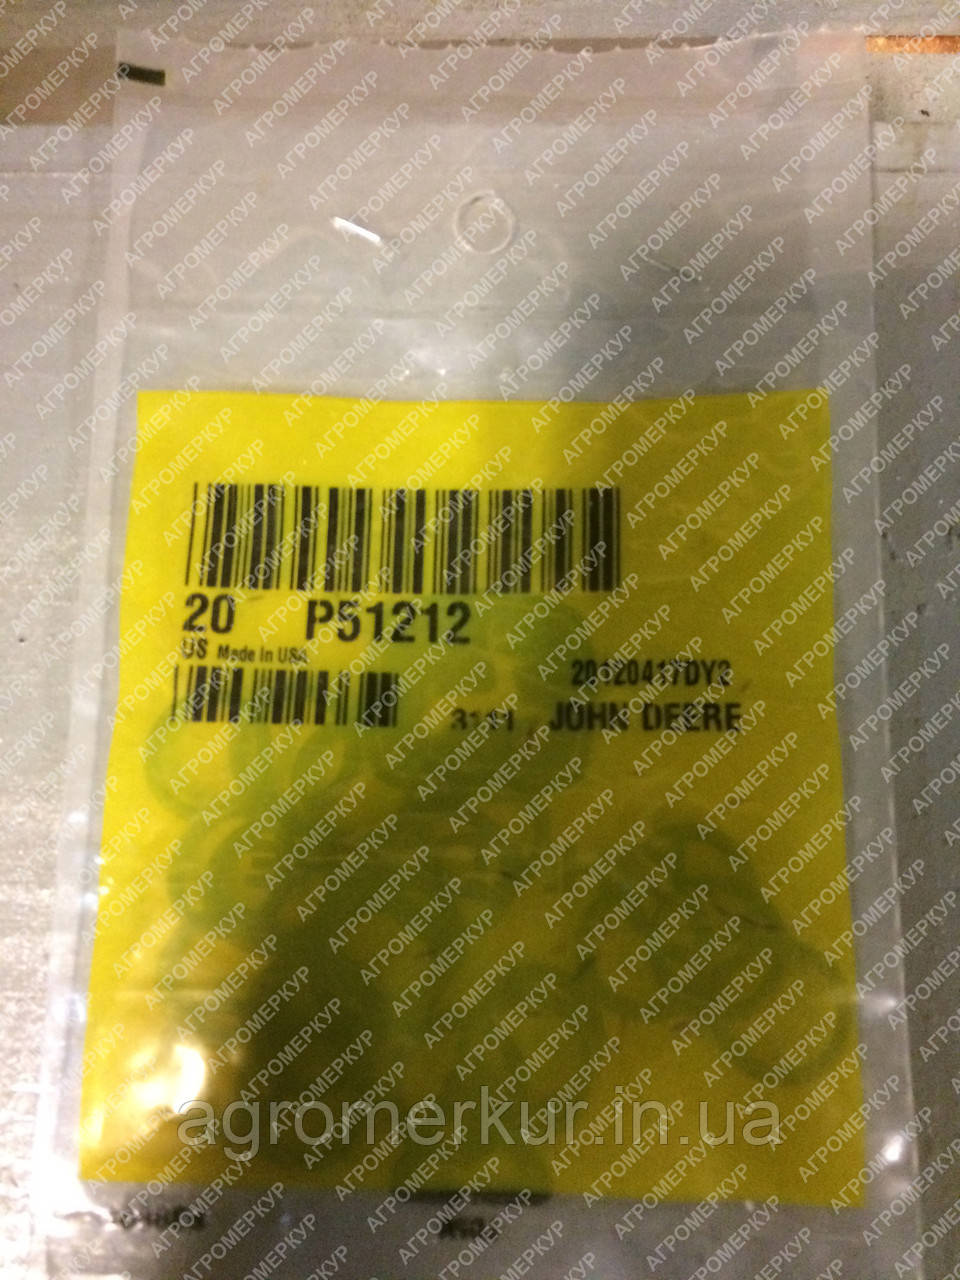 20 P51212
US Made In USA
JOHN DEERE
agromerkur.in.ua
АГРОМЕРКУР